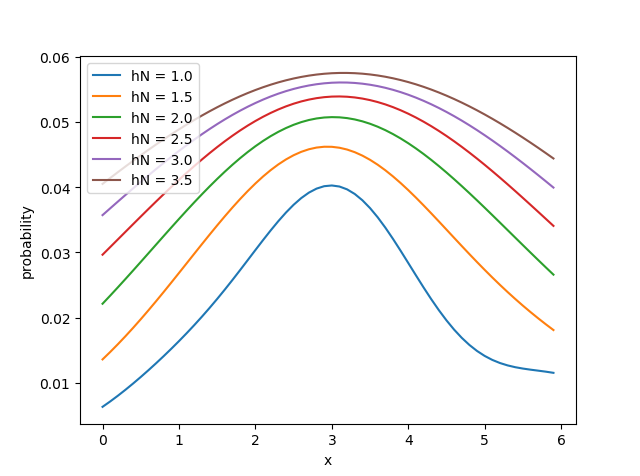 0.06
0.05
0.04
0.03
0.02
0.01
probability
hN = 1.0
hN = 1.5
hN = 2.0
hN = 2.5
hN = 3.0
hN = 3.5
0 1 2 3 4 5 6
x